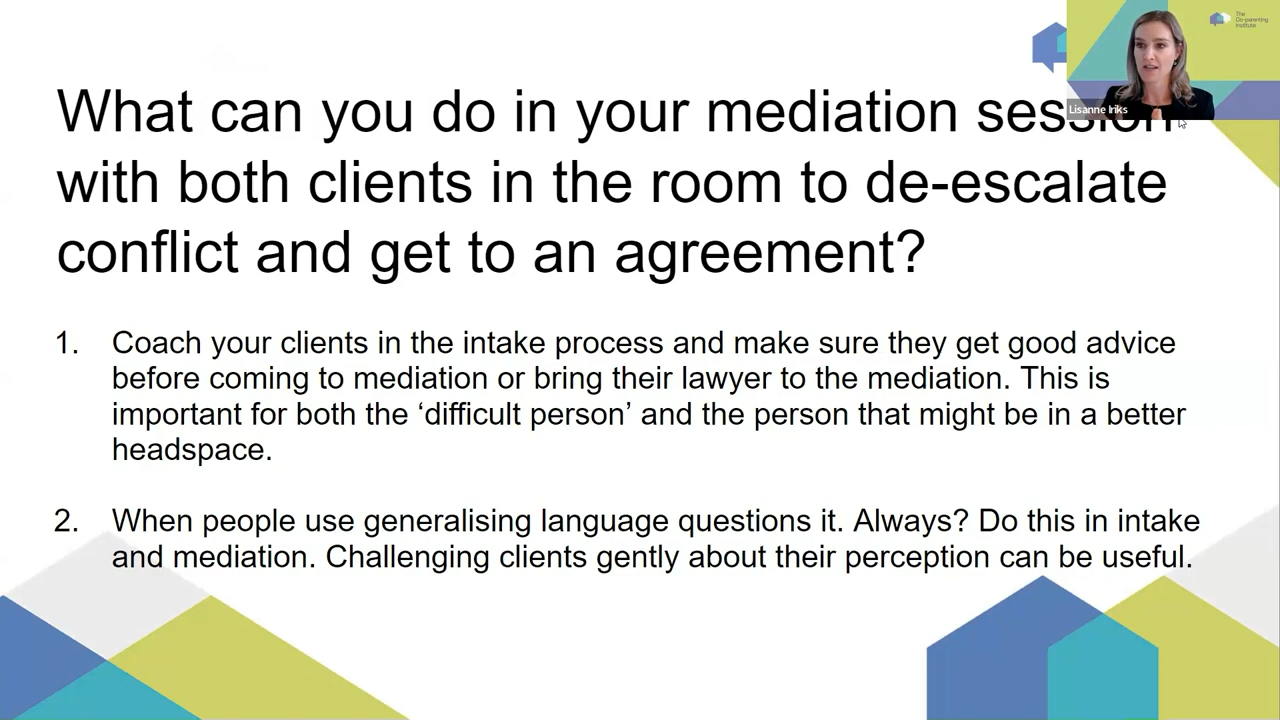 The
Co-parenting
Institute
Lisanne Iriks
What can you do in your mediation session
with both clients in the room to de-escalate
conflict and get to an agreement?
1. Coach your clients in the intake process and make sure they get good advice
before coming to mediation or bring their lawyer to the mediation. This is
important for both the ‘difficult person’ and the person that might be in a better
headspace.
2. When people use generalising language questions it. Always? Do this in intake
and mediation. Challenging clients gently about their perception can be useful.